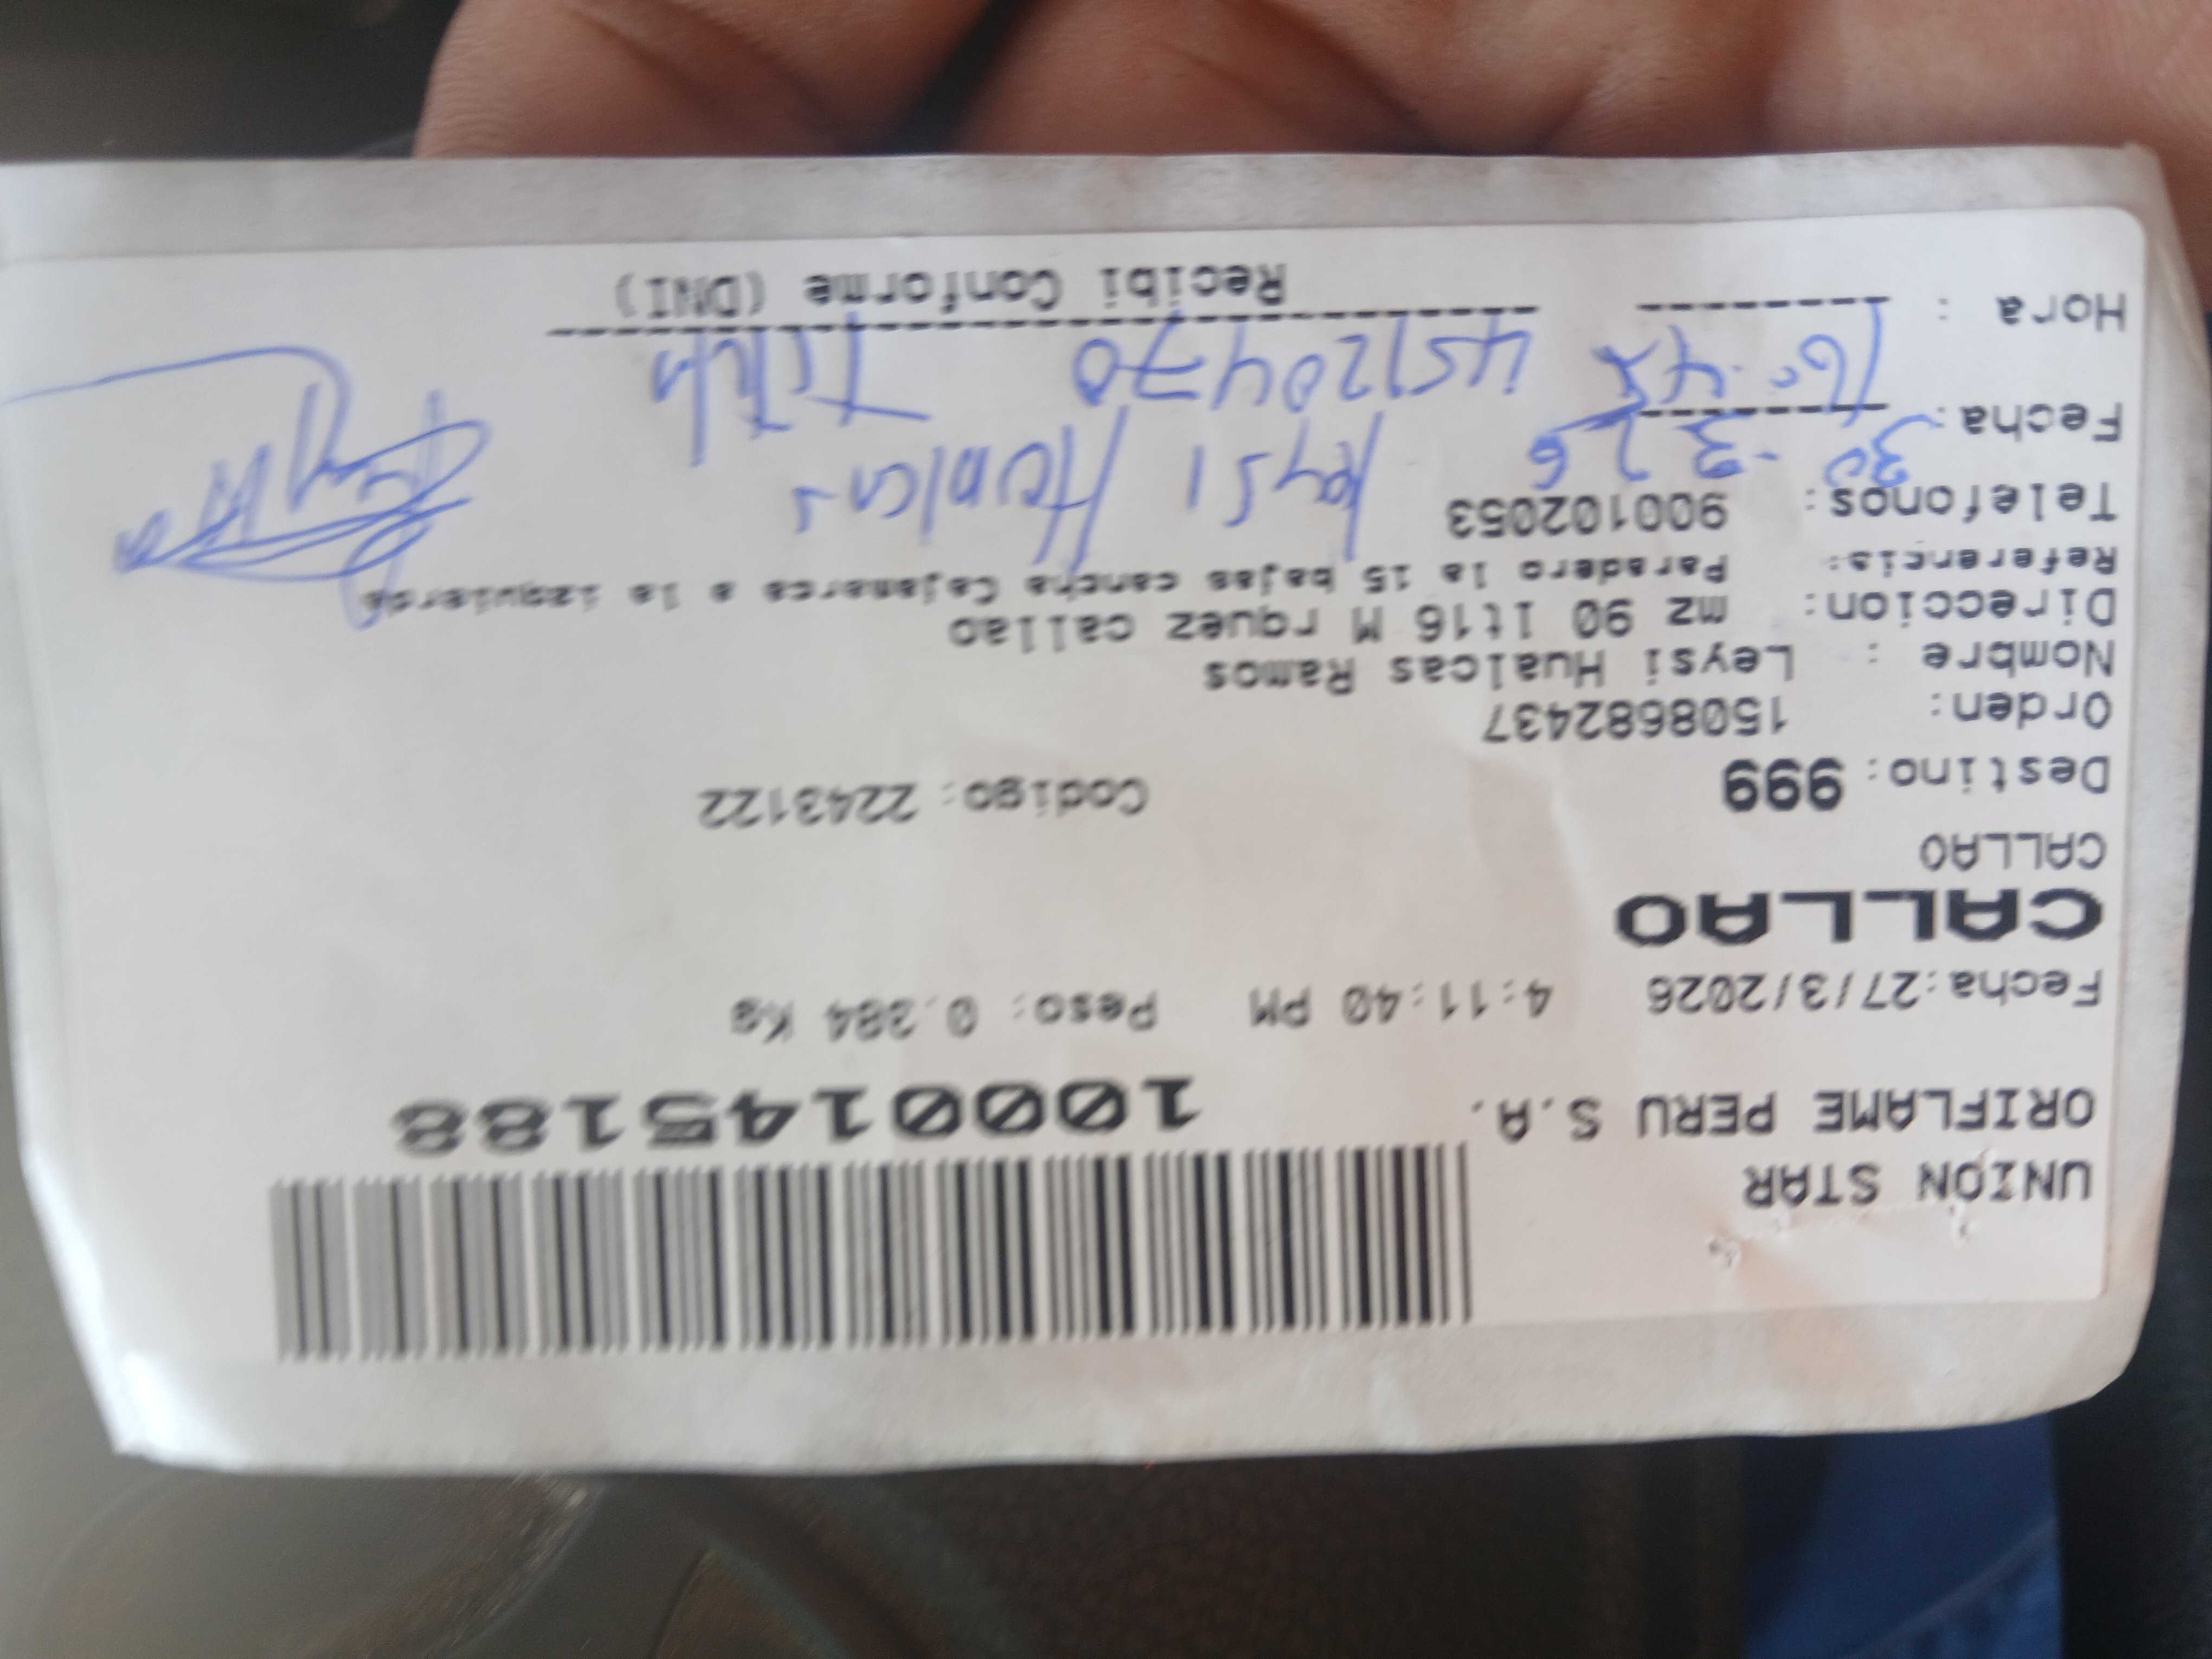 UNION STAR
ORIFLAME PERU S.A.
1000145188
Fecha:27/3/2026 4:11:40 PM Peso: 0.384 Kg
CALLAO
CALLAO
Destino: 999 Codigo: 2243122
Orden: 1508682437
Nombre : Leysi Hualcas Ramos
Direccion: mz 90 lt16 M rquez callao
Referencia: Paradero la 15 bajas cancha Cajamarca a la izquierda
Telefonos: 900102053
Fecha: 30-3 26 leysi Hualcas
Hora : 16:45 45120470
Recibi Conforme (DNI)